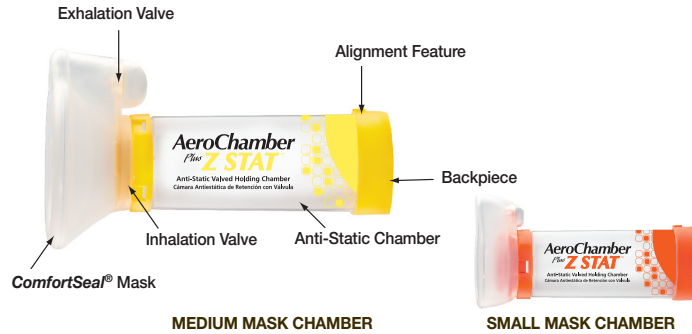 Exhalation Valve
Alignment Feature
AeroChamber
Plus Z STAT™
Anti-Static Valved Holding Chamber
Cámara Antiestática de Retención con Válvula
Backpiece
Inhalation Valve
Anti-Static Chamber
ComfortSeal® Mask
AeroChamber
Plus Z STAT™
Anti-Static Valved Holding Chamber
Cámara Antiestática de Retención con Válvula
MEDIUM MASK CHAMBER
SMALL MASK CHAMBER